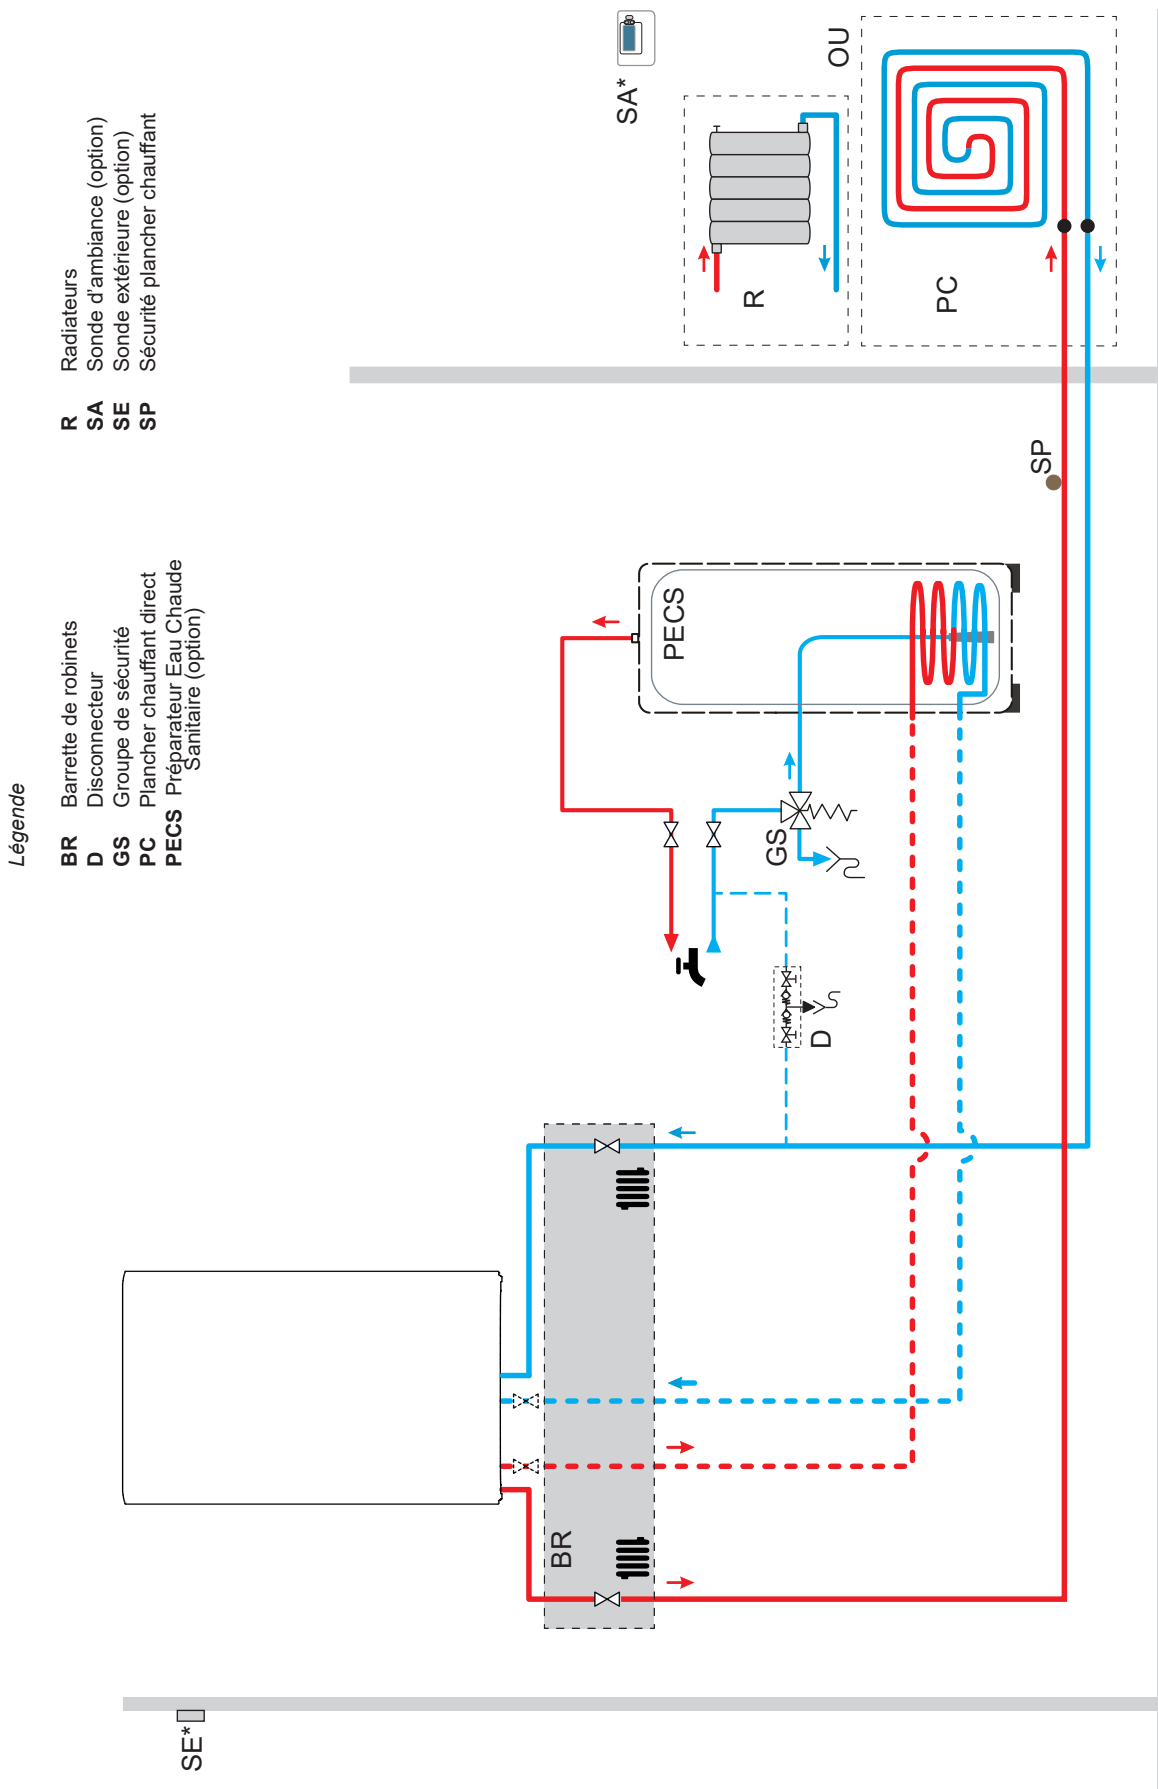 Légende
BR Barrette de robinets
D Disconnecteur
GS Groupe de sécurité
PC Plancher chauffant direct
PECS Préparateur Eau Chaude
Sanitaire (option)
R Radiateurs
SA Sonde d'ambiance (option)
SE Sonde extérieure (option)
SP Sécurité plancher chauffant
SE*
BR
D
GS
PECS
SP
SA*
R
OU
PC